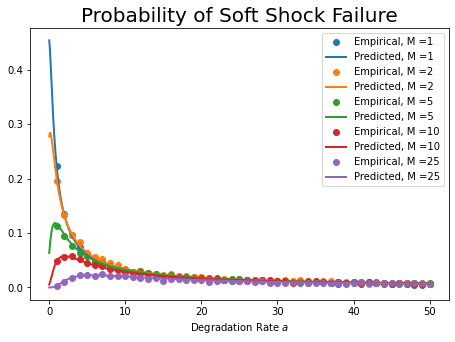 Probability of Soft Shock Failure
Empirical, M =1
Predicted, M =1
Empirical, M =2
Predicted, M =2
Empirical, M =5
Predicted, M =5
Empirical, M =10
Predicted, M =10
Empirical, M =25
Predicted, M =25
0.4
0.3
0.2
0.1
0.0
0 10 20 30 40 50
Degradation Rate a